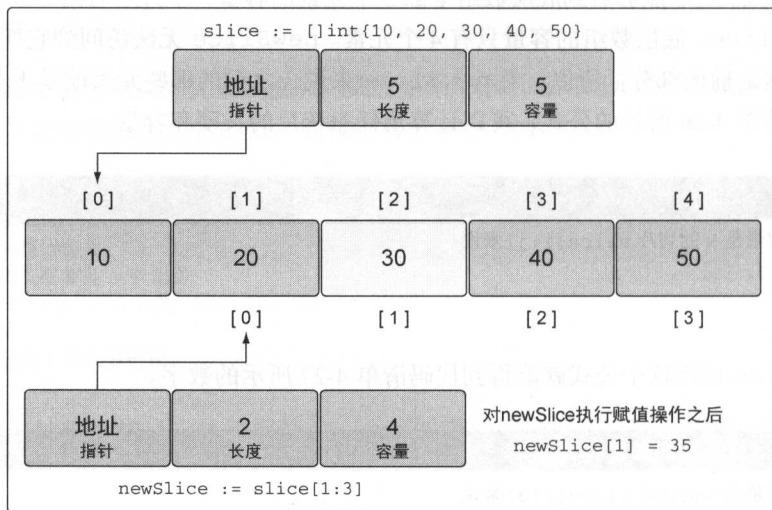 slice := []int{10, 20, 30, 40, 50}
地址 5 5
指针 长度 容量
[0] [1] [2] [3] [4]
10 20 30 40 50
[0] [1] [2] [3]
地址 2 4
指针 长度 容量
对newSlice执行赋值操作之后
newSlice[1] = 35
newSlice := slice[1:3]